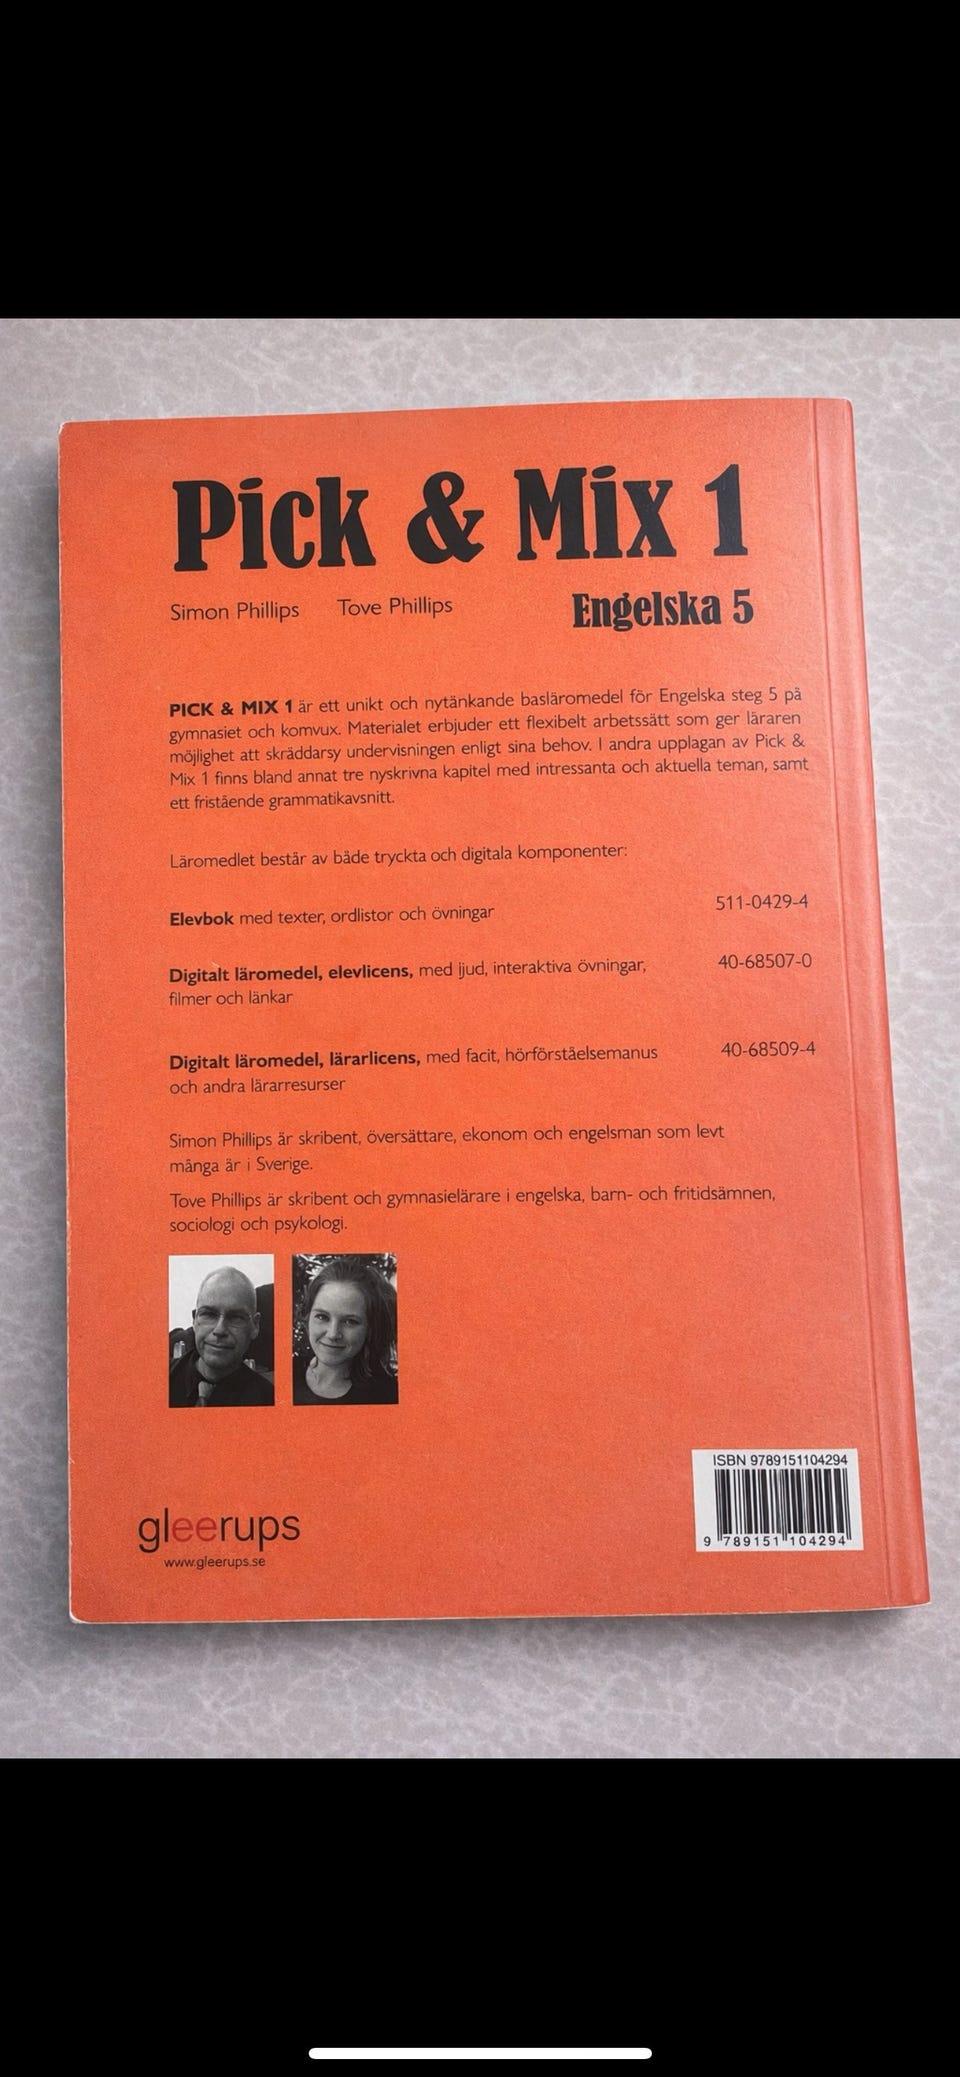 Pick & Mix 1
Simon Phillips Tove Phillips Engelska 5
PICK & MIX 1 är ett unikt och nytänkande basläromedel för Engelska steg 5 på
gymnasiet och komvux. Materialet erbjuder ett flexibelt arbetssätt som ger läraren
möjlighet att skräddarsy undervisningen enligt sina behov. I andra upplagan av Pick &
Mix 1 finns bland annat tre nyskrivna kapitel med intressanta och aktuella teman, samt
ett fristående grammatikavsnitt.
Läromedlet består av både tryckta och digitala komponenter:
Elevbok med texter, ordlistor och övningar 511-0429-4
Digitalt läromedel, elevlicens, med ljud, interaktiva övningar, 40-68507-0
filmer och länkar
Digitalt läromedel, lärarlicens, med facit, hörförståelsemanus 40-68509-4
och andra lärarresurser
Simon Phillips är skribent, översättare, ekonom och engelsman som levt
många år i Sverige.
Tove Phillips är skribent och gymnasielärare i engelska, barn- och fritidsämnen,
sociologi och psykologi.
gleerups
www.gleerups.se
ISBN 9789151104294
9 789151 104294